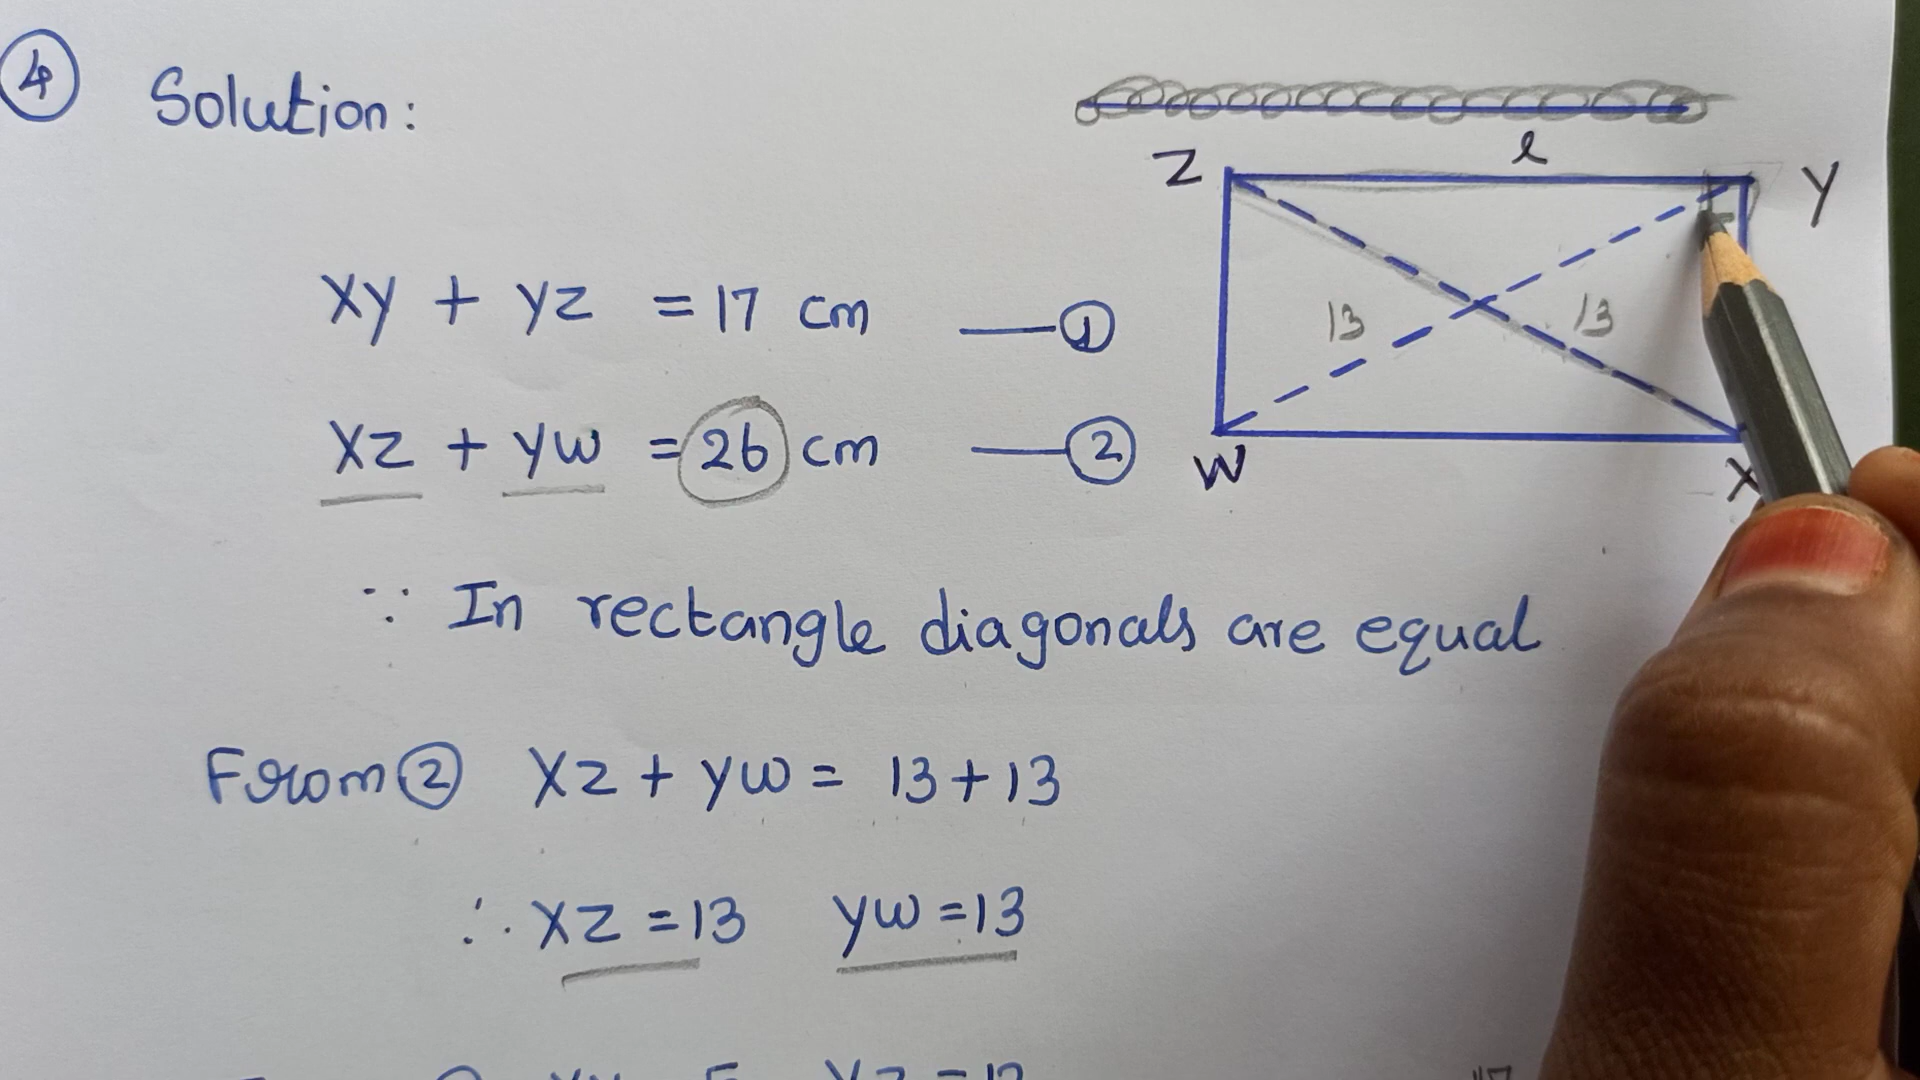 ④ Solution:
l
Z
Y
xy + yz = 17 cm —①
13
13
xz + yw = 26 cm —②
W
X
∵ In rectangle diagonals are equal
From ② xz + yw = 13 + 13
∴ xz = 13 yw = 13